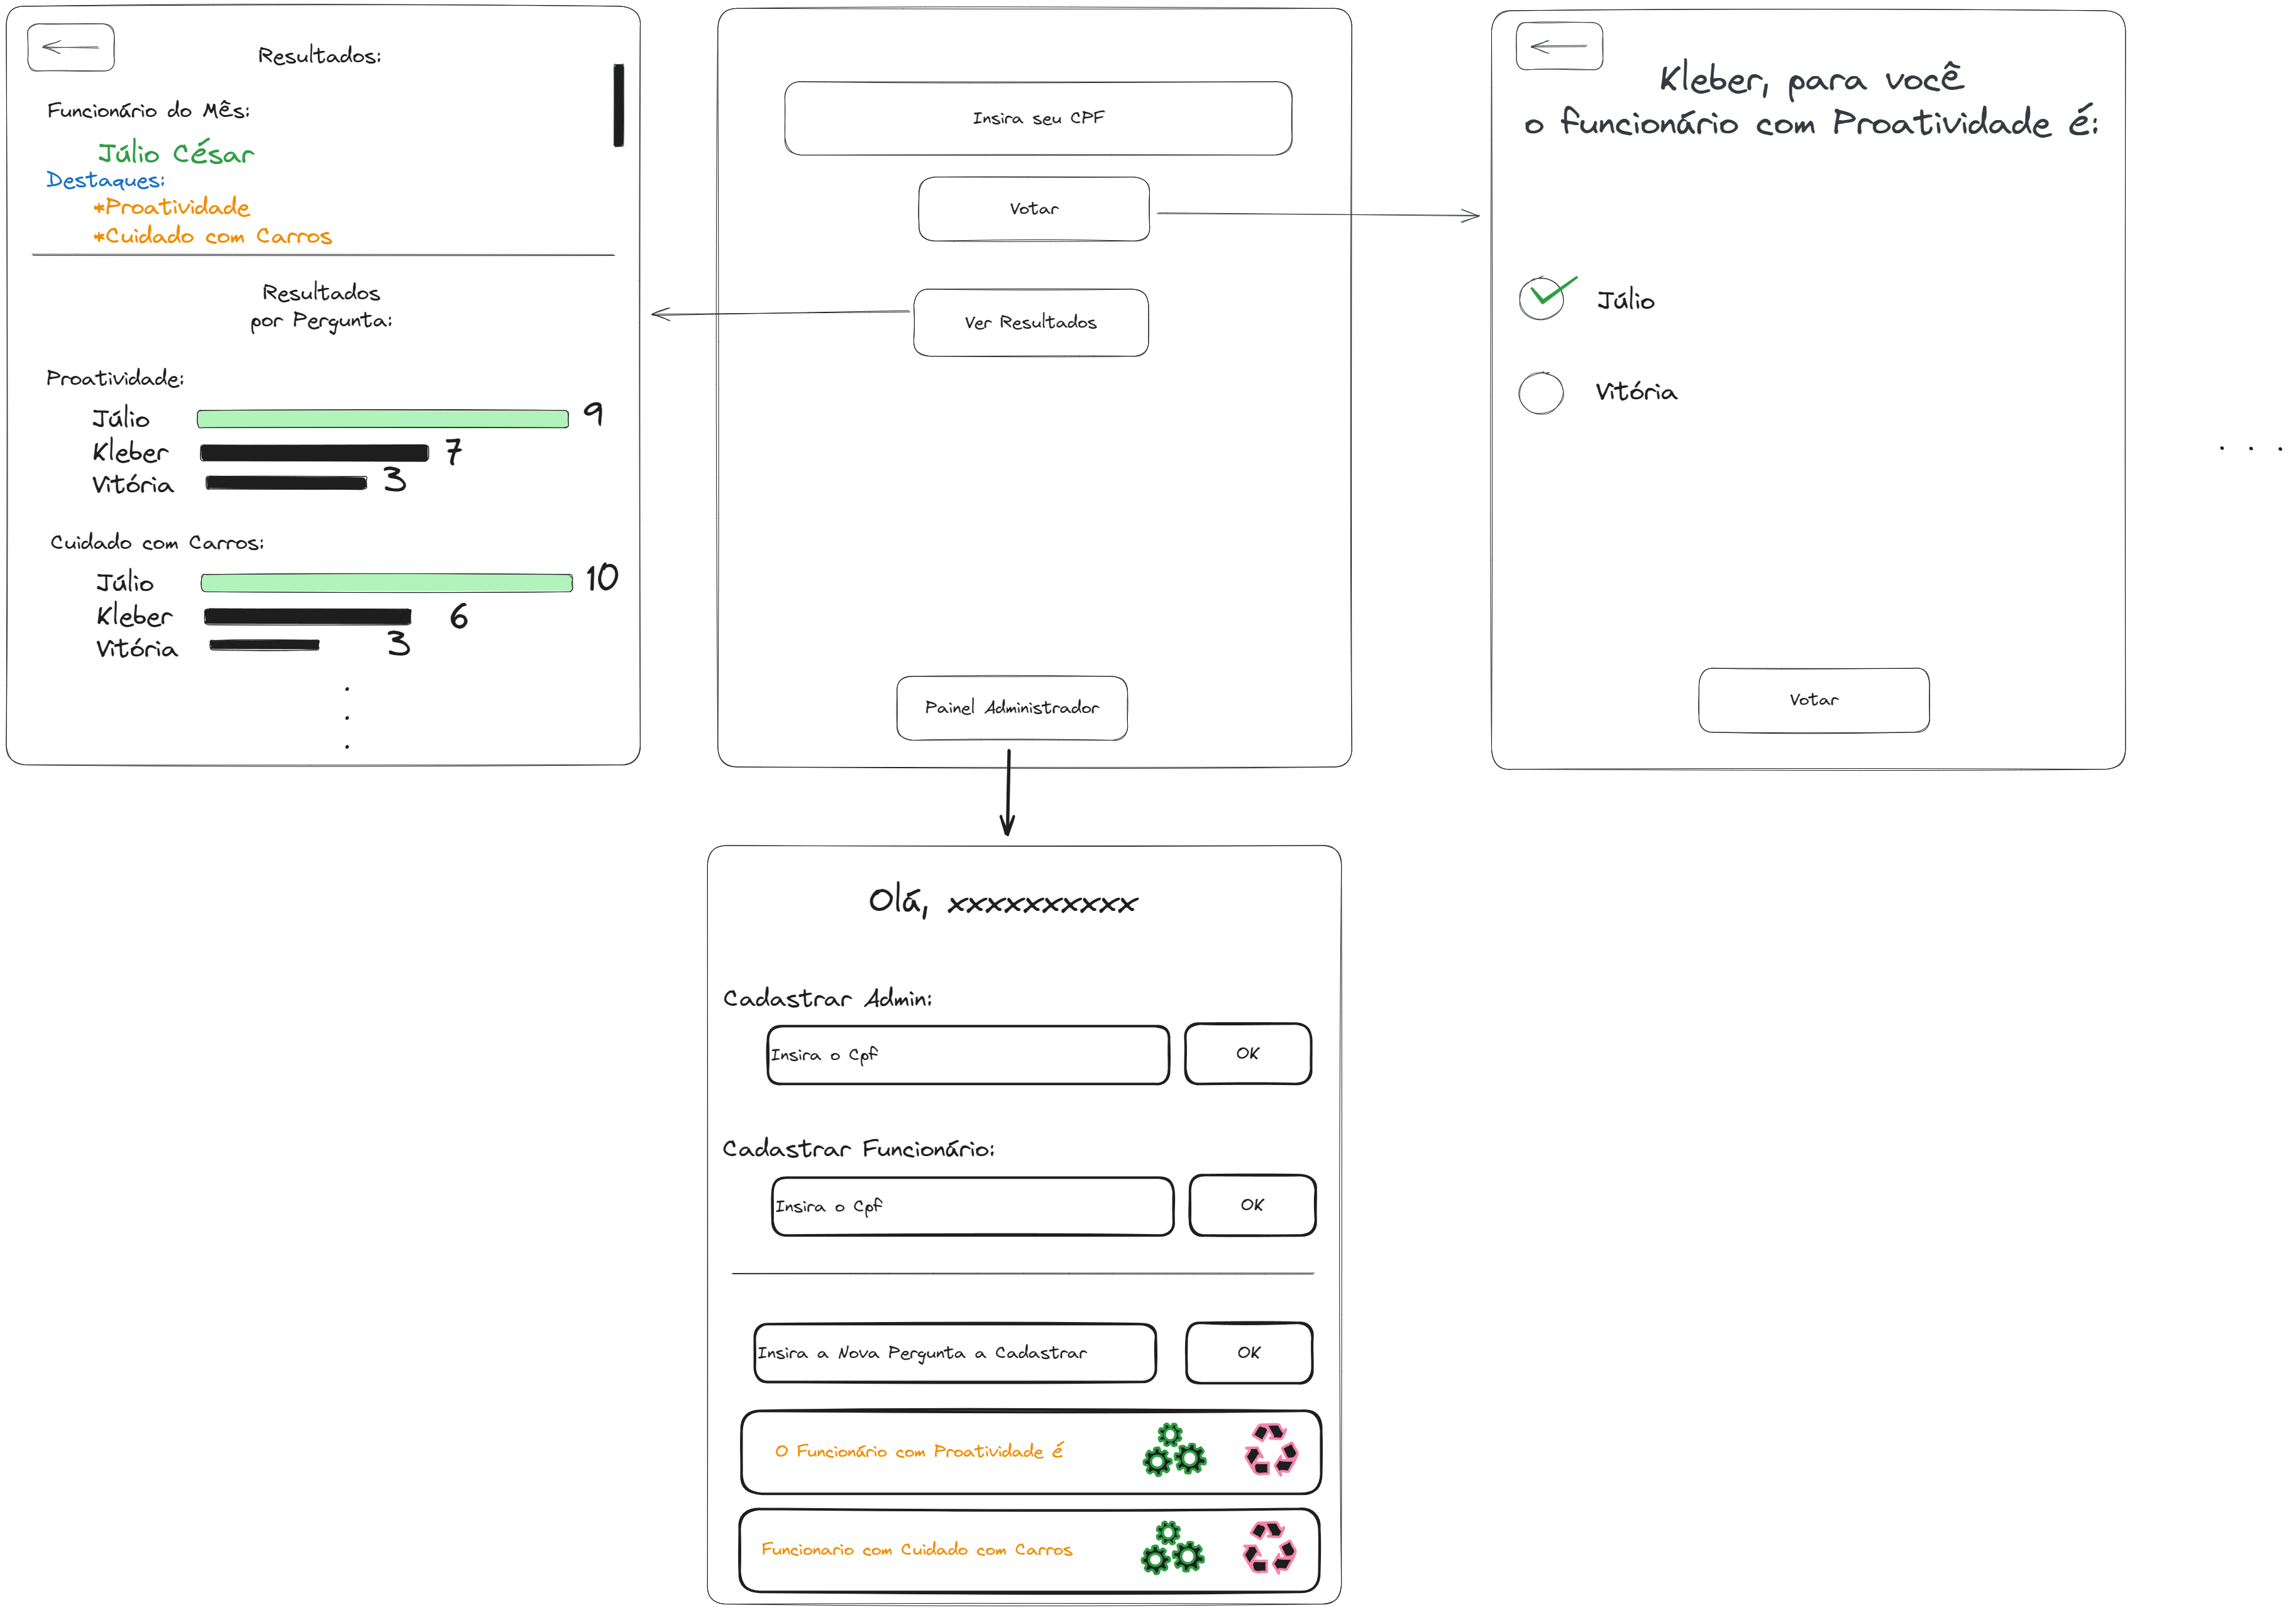 Resultados:
Funcionário do Mês:
Júlio César
Destaques:
*Proatividade
*Cuidado com Carros
Resultados
por Pergunta:
Proatividade:
Júlio 9
Kleber 7
Vitória 3
Cuidado com Carros:
Júlio 10
Kleber 6
Vitória 3
.
.
.
Insira seu CPF
Votar
Ver Resultados
Painel Administrador
Kleber, para você
o funcionário com Proatividade é:
Júlio
Vitória
Votar
. . .
Olá, xxxxxxxxxx
Cadastrar Admin:
Insira o Cpf OK
Cadastrar Funcionário:
Insira o Cpf OK
Insira a Nova Pergunta a Cadastrar OK
O Funcionário com Proatividade é
Funcionario com Cuidado com Carros